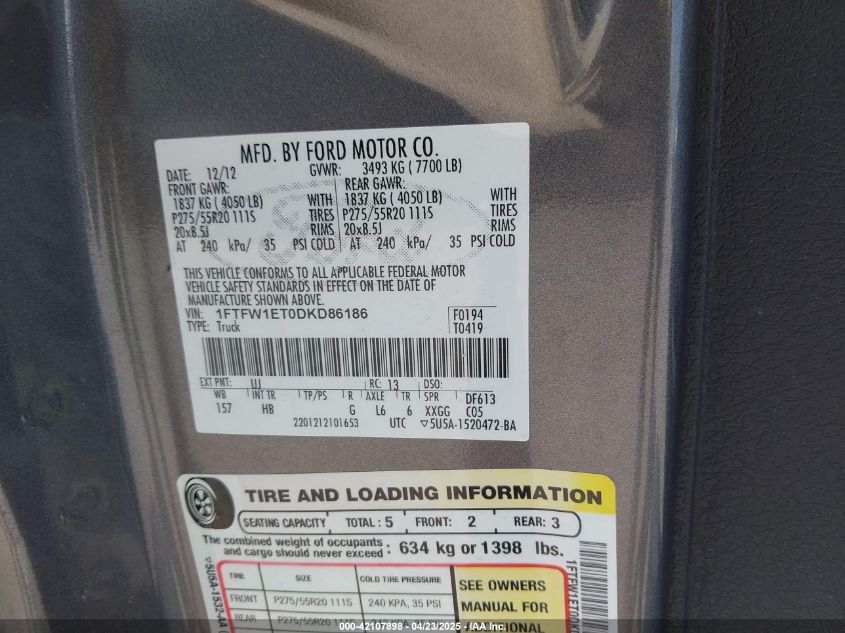 MFD. BY FORD MOTOR CO.
DATE: 12/12 GVWR: 3493 KG ( 7700 LB)
FRONT GAWR: REAR GAWR:
1837 KG ( 4050 LB) WITH 1837 KG ( 4050 LB) WITH
P275/55R20 111S TIRES P275/55R20 111S TIRES
20x8.5J RIMS 20x8.5J RIMS
AT 240 kPa/ 35 PSI COLD AT 240 kPa/ 35 PSI COLD
THIS VEHICLE CONFORMS TO ALL APPLICABLE FEDERAL MOTOR
VEHICLE SAFETY STANDARDS IN EFFECT ON THE DATE OF
MANUFACTURE SHOWN ABOVE.
VIN: 1FTFW1ET0DKD86186 F0194
TYPE: Truck T0419
EXT PNT: UJ RC: 13 DSO:
WB INT TR TP/PS R AXLE TR SPR DF613
157 HB G L6 6 XXGG C05
2201212101653 UTC ▽5U5A-1520472-BA
TIRE AND LOADING INFORMATION
SEATING CAPACITY TOTAL : 5 FRONT: 2 REAR: 3
The combined weight of occupants
and cargo should never exceed : 634 kg or 1398 lbs.
TIRE SIZE COLD TIRE PRESSURE
FRONT P275/55R20 111S 240 KPA, 35 PSI
REAR P275/55R20
SEE OWNERS
MANUAL FOR
▽5U5A-1532-AA
000-42107898 - 04/23/2025 - IAA Inc.